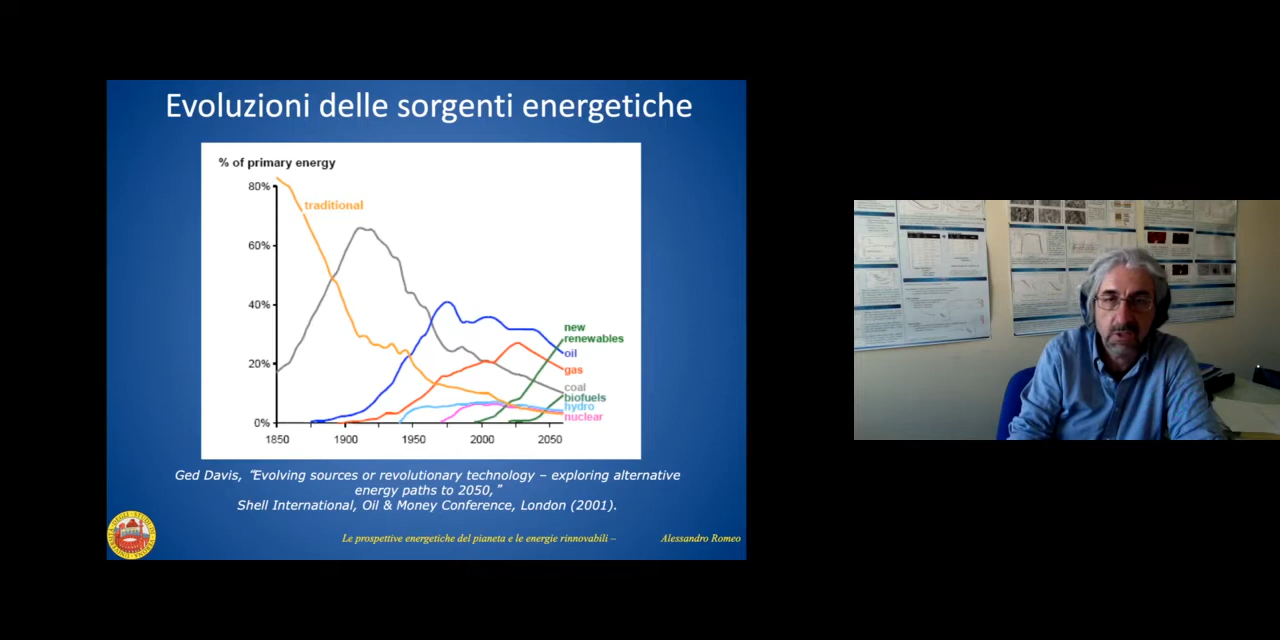 Evoluzioni delle sorgenti energetiche
% of primary energy
80%
traditional
60%
40%
new
renewables
oil
20%
gas
coal
biofuels
hydro
nuclear
0%
1850 1900 1950 2000 2050
Ged Davis, “Evolving sources or revolutionary technology – exploring alternative
energy paths to 2050,”
Shell International, Oil & Money Conference, London (2001).
Le prospettive energetiche del pianeta e le energie rinnovabili – Alessandro Romeo